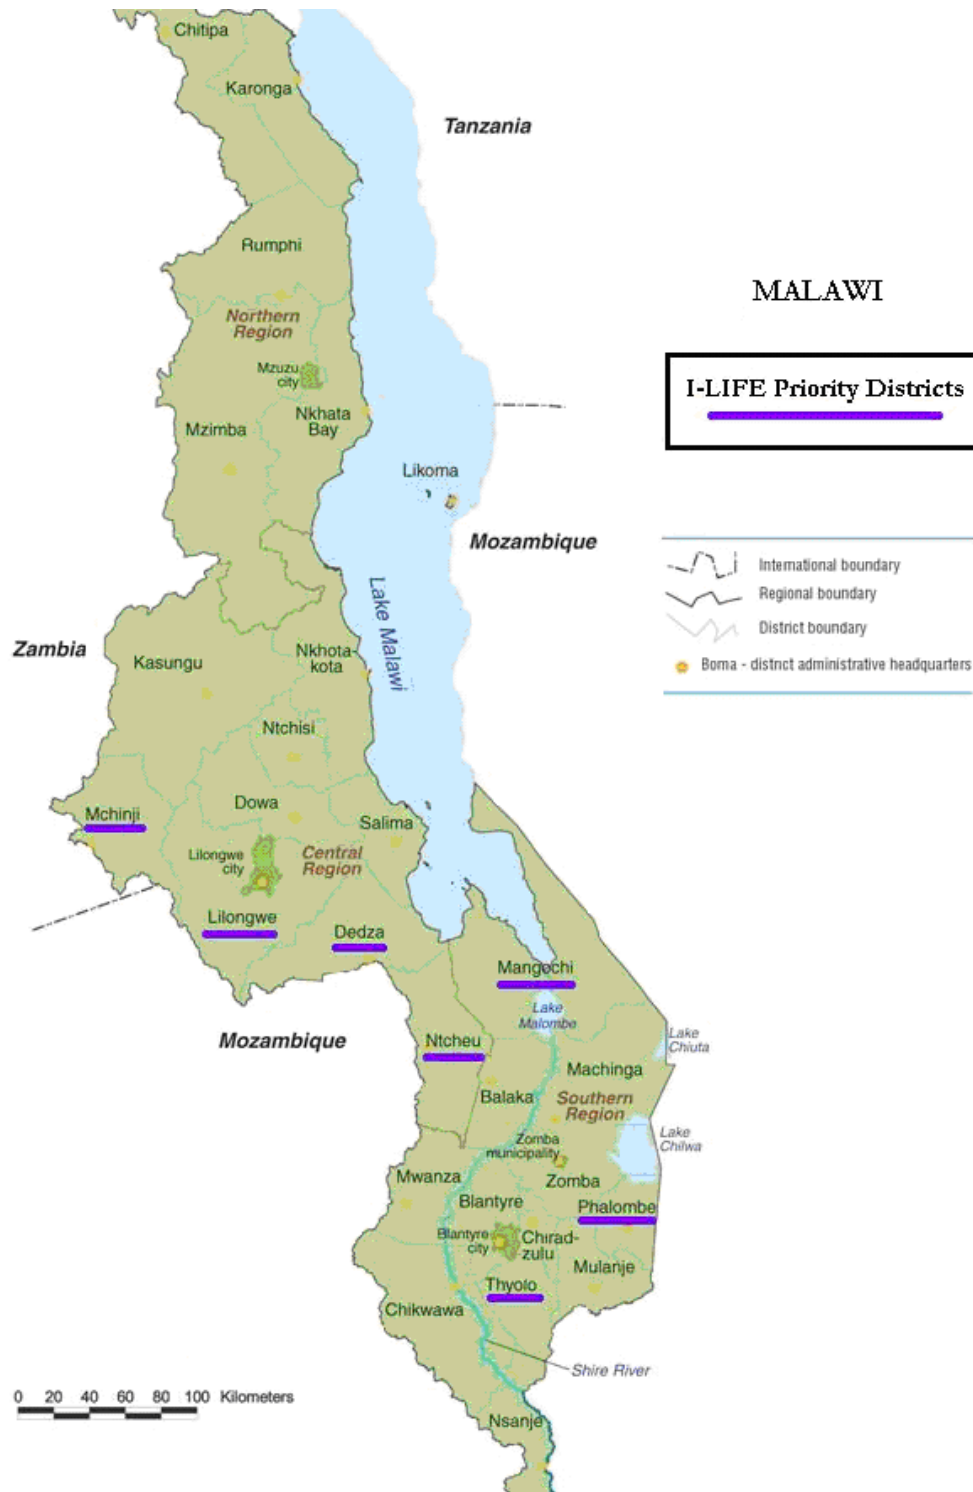 Chitipa
Karonga
Tanzania
Rumphi
MALAWI
Northern
Region
I-LIFE Priority Districts
Mzuzu
city
Nkhata
Bay
Mzimba
Likoma
Mozambique
International boundary
Regional boundary
District boundary
Boma - district administrative headquarters
Lake Malawi
Zambia
Kasungu
Nkhota-
kota
Ntchisi
Dowa
Mchinji
Salima
Lilongwe
city
Central
Region
Lilongwe
Dedza
Mangochi
Lake
Malombe
Mozambique
Ntcheu
Lake
Chiuta
Machinga
Balaka
Southern
Region
Zomba
municipality
Lake
Chilwa
Mwanza
Zomba
Blantyre
Phalombe
Blantyre
city
Chirad-
zulu
Mulanje
Thyolo
Chikwawa
Shire River
0 20 40 60 80 100 Kilometers
Nsanje